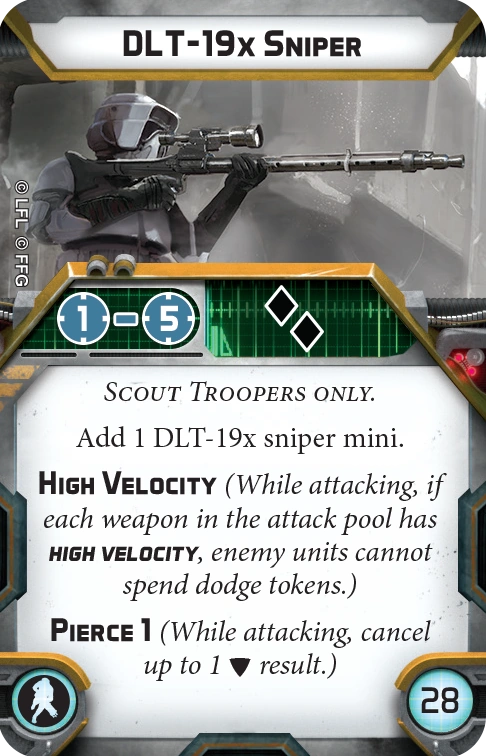 DLT-19x Sniper
© LFL © FFG
1 - 5
Scout Troopers only.
Add 1 DLT-19x sniper mini.
High Velocity (While attacking, if
each weapon in the attack pool has
high velocity, enemy units cannot
spend dodge tokens.)
Pierce 1 (While attacking, cancel
up to 1 result.)
28